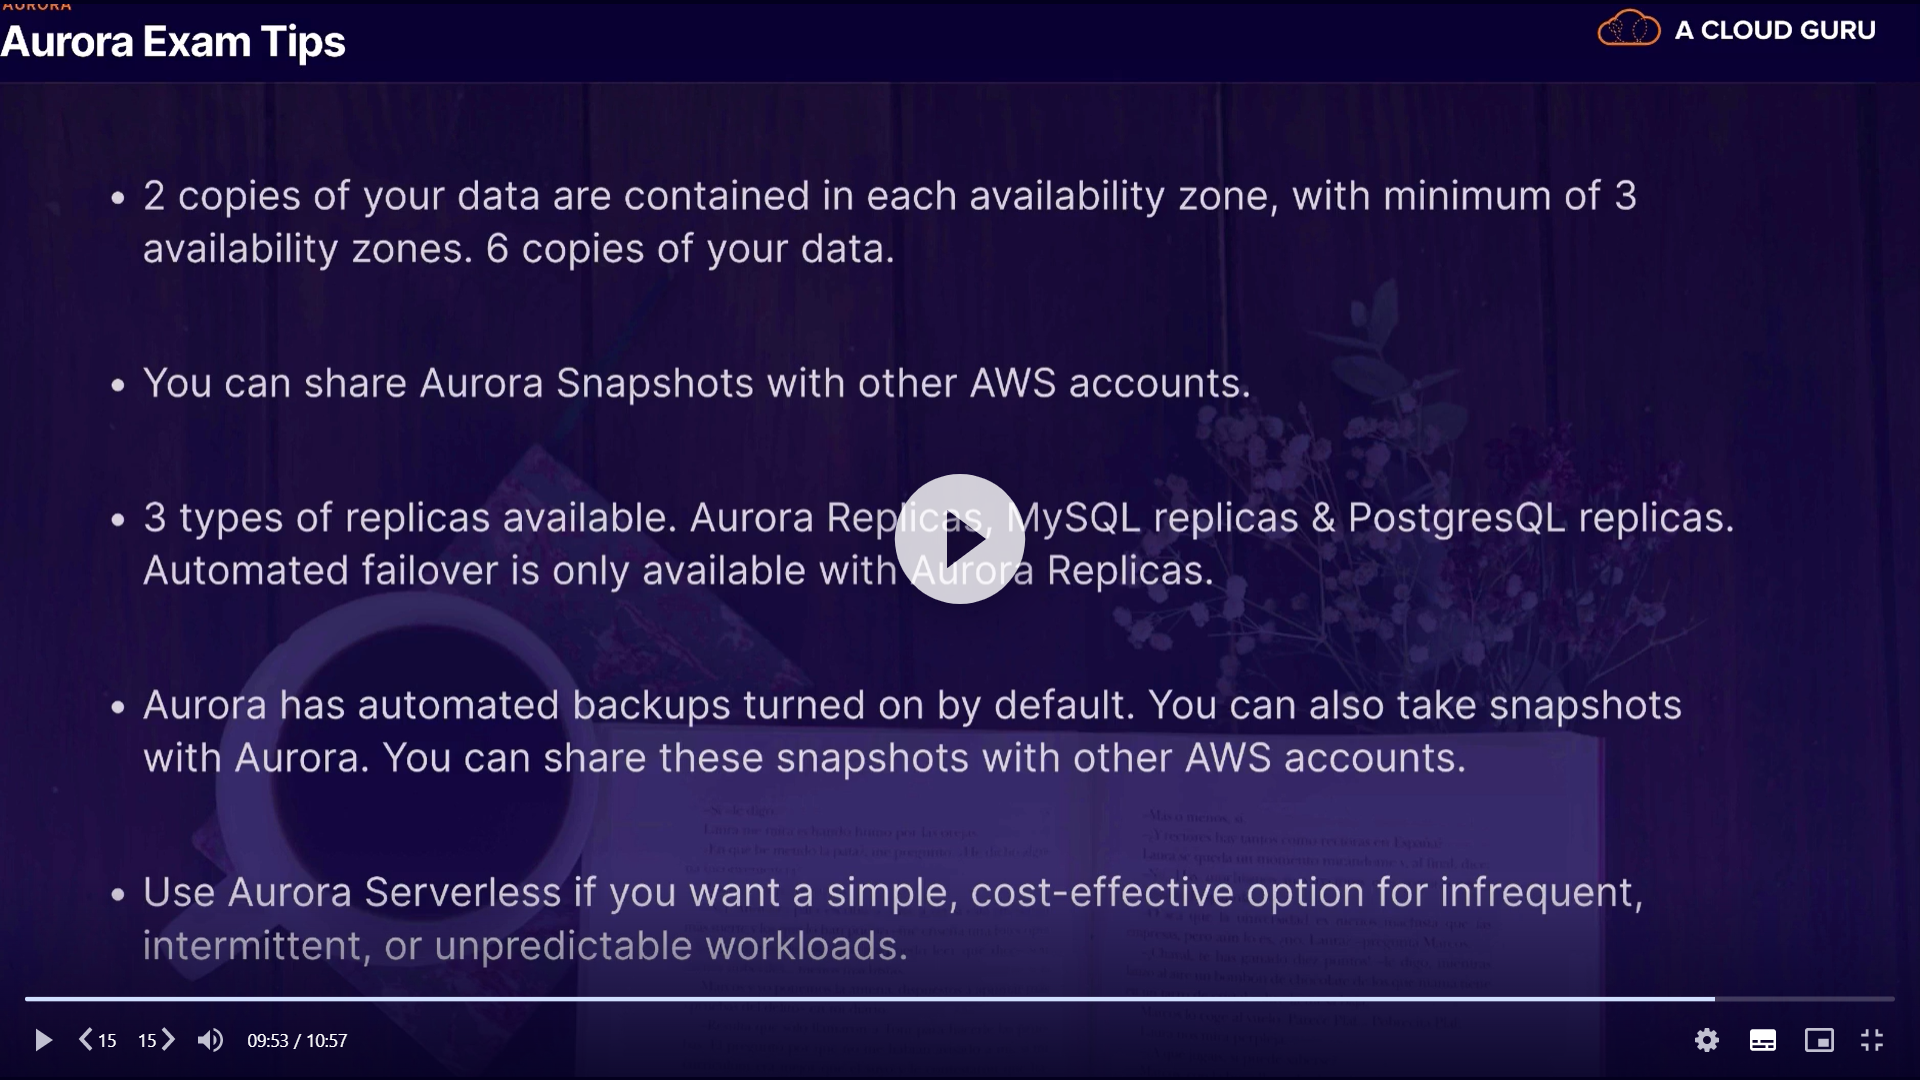 AURORA
Aurora Exam Tips
A CLOUD GURU
• 2 copies of your data are contained in each availability zone, with minimum of 3
availability zones. 6 copies of your data.
• You can share Aurora Snapshots with other AWS accounts.
• 3 types of replicas available. Aurora Replicas, MySQL replicas & PostgresQL replicas.
Automated failover is only available with Aurora Replicas.
• Aurora has automated backups turned on by default. You can also take snapshots
with Aurora. You can share these snapshots with other AWS accounts.
• Use Aurora Serverless if you want a simple, cost-effective option for infrequent,
intermittent, or unpredictable workloads.
15 15 09:53 / 10:57